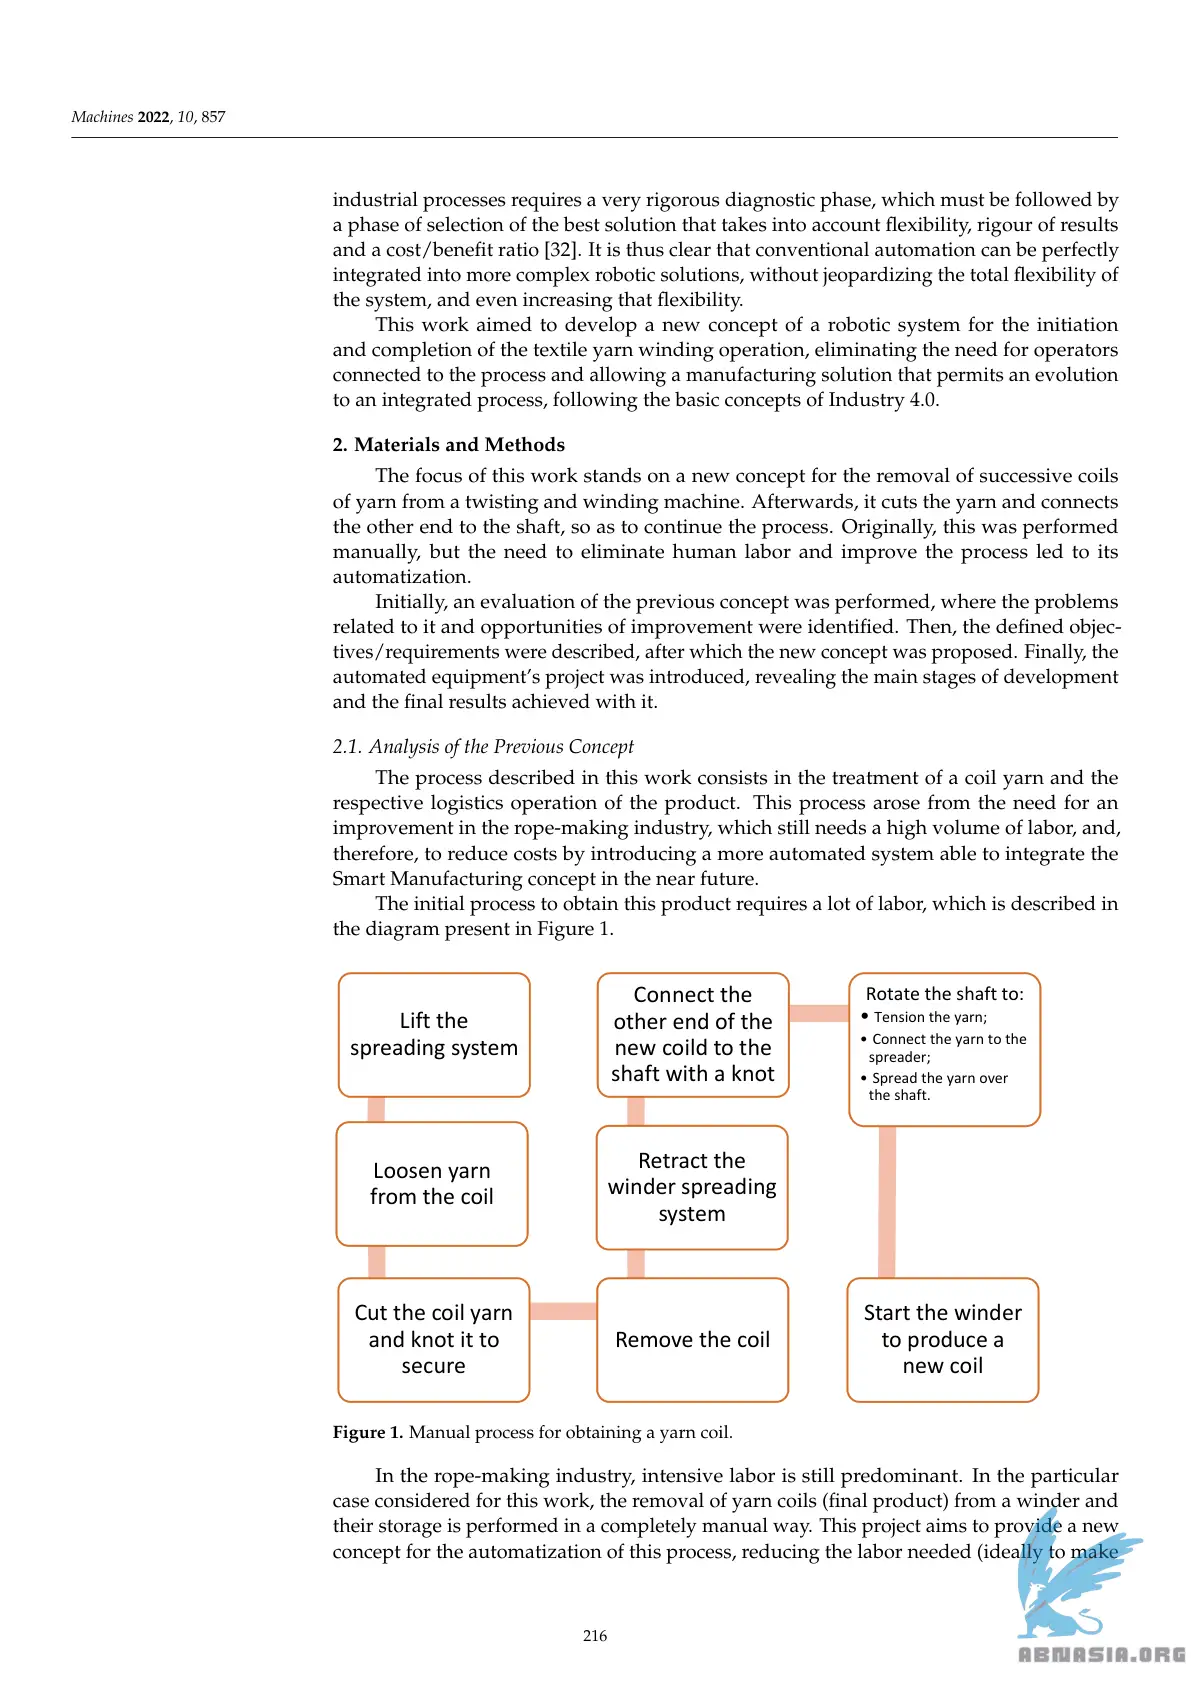 Machines 2022, 10, 857
industrial processes requires a very rigorous diagnostic phase, which must be followed by
a phase of selection of the best solution that takes into account flexibility, rigour of results
and a cost/benefit ratio [32]. It is thus clear that conventional automation can be perfectly
integrated into more complex robotic solutions, without jeopardizing the total flexibility of
the system, and even increasing that flexibility.
This work aimed to develop a new concept of a robotic system for the initiation
and completion of the textile yarn winding operation, eliminating the need for operators
connected to the process and allowing a manufacturing solution that permits an evolution
to an integrated process, following the basic concepts of Industry 4.0.
2. Materials and Methods
The focus of this work stands on a new concept for the removal of successive coils
of yarn from a twisting and winding machine. Afterwards, it cuts the yarn and connects
the other end to the shaft, so as to continue the process. Originally, this was performed
manually, but the need to eliminate human labor and improve the process led to its
automatization.
Initially, an evaluation of the previous concept was performed, where the problems
related to it and opportunities of improvement were identified. Then, the defined objec-
tives/requirements were described, after which the new concept was proposed. Finally, the
automated equipment's project was introduced, revealing the main stages of development
and the final results achieved with it.
2.1. Analysis of the Previous Concept
The process described in this work consists in the treatment of a coil yarn and the
respective logistics operation of the product. This process arose from the need for an
improvement in the rope-making industry, which still needs a high volume of labor, and,
therefore, to reduce costs by introducing a more automated system able to integrate the
Smart Manufacturing concept in the near future.
The initial process to obtain this product requires a lot of labor, which is described in
the diagram present in Figure 1.
Lift the
spreading system
Loosen yarn
from the coil
Cut the coil yarn
and knot it to
secure
Remove the coil
Retract the
winder spreading
system
Connect the
other end of the
new coild to the
shaft with a knot
Rotate the shaft to:
• Tension the yarn;
• Connect the yarn to the
spreader;
• Spread the yarn over
the shaft.
Start the winder
to produce a
new coil
Figure 1. Manual process for obtaining a yarn coil.
In the rope-making industry, intensive labor is still predominant. In the particular
case considered for this work, the removal of yarn coils (final product) from a winder and
their storage is performed in a completely manual way. This project aims to provide a new
concept for the automatization of this process, reducing the labor needed (ideally to make
216
ABNASIA.ORG